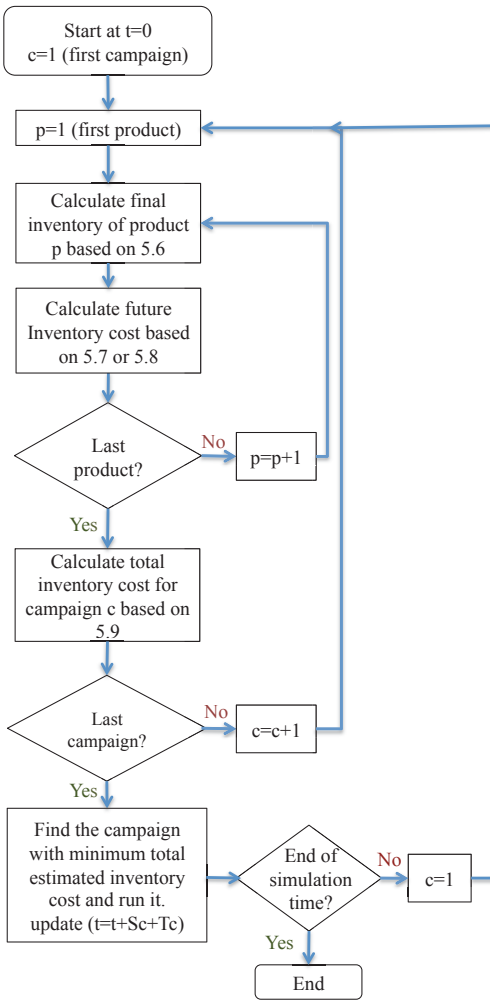 Start at t=0
c=1 (first campaign)
p=1 (first product)
Calculate final
inventory of product
p based on 5.6
Calculate future
Inventory cost based
on 5.7 or 5.8
Last
product?
No
p=p+1
Yes
Calculate total
inventory cost for
campaign c based on
5.9
Last
campaign?
No
c=c+1
Yes
Find the campaign
with minimum total
estimated inventory
cost and run it.
update (t=t+Sc+Tc)
End of
simulation
time?
No
c=1
Yes
End